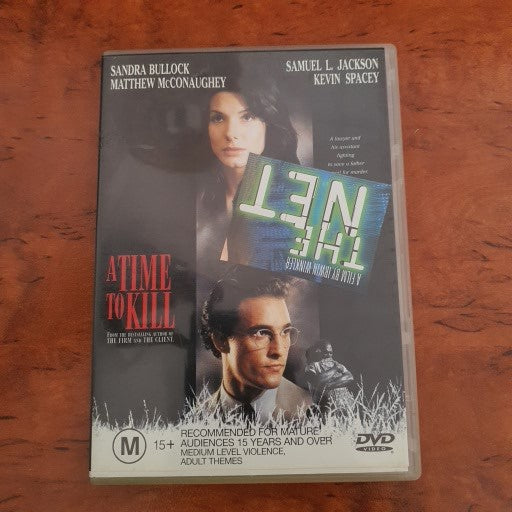 SANDRA BULLOCK
MATTHEW McCONAUGHEY
SAMUEL L. JACKSON
KEVIN SPACEY
A lawyer and
his assistant
fighting
to save a father
for murder.
THE
NET
A FILM BY IRWIN WINKLER
A TIME
TO KILL
FROM THE BESTSELLING AUTHOR OF
THE FIRM AND THE CLIENT.
M
15+
RECOMMENDED FOR MATURE
AUDIENCES 15 YEARS AND OVER
MEDIUM LEVEL VIOLENCE,
ADULT THEMES
DVD
VIDEO